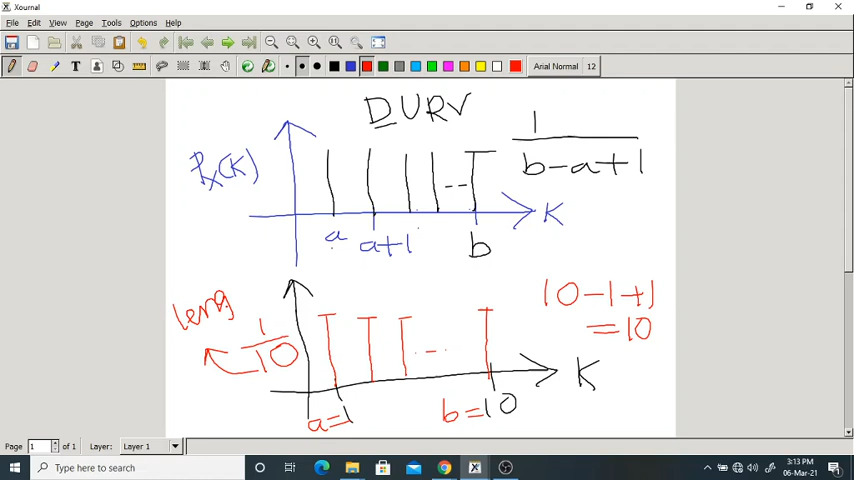 Xournal
File Edit View Page Tools Options Help
Arial Normal 12
DURV
1
b-a+1
Px(K)
K
a a+1 b
leng
10-1+1
=10
1
10
K
a=1
b=10
Page 1 of 1 Layer: Layer 1
Type here to search
3:13 PM
06-Mar-21